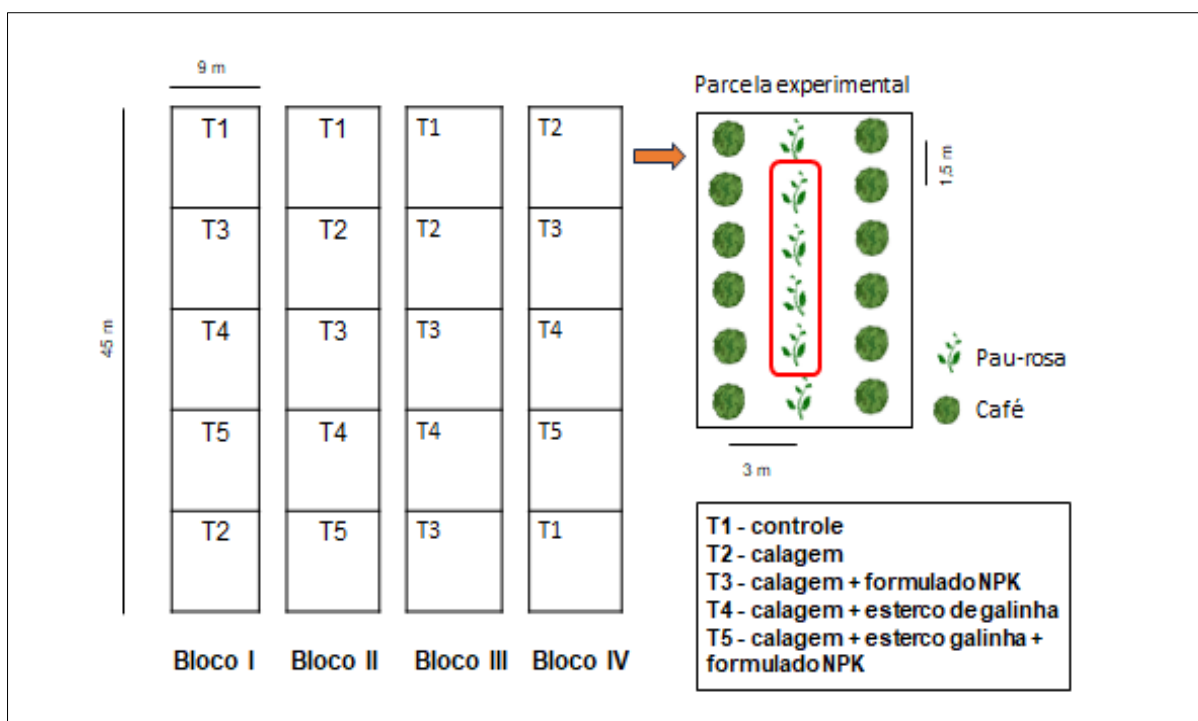 9 m
45 m
T1
T3
T4
T5
T2
Bloco I
T1
T2
T3
T4
T5
Bloco II
T1
T2
T3
T4
T3
Bloco III
T2
T3
T4
T5
T1
Bloco IV
Parcela experimental
1,5 m
3 m
Pau-rosa
Café
T1 - controle
T2 - calagem
T3 - calagem + formulado NPK
T4 - calagem + esterco de galinha
T5 - calagem + esterco galinha +
formulado NPK